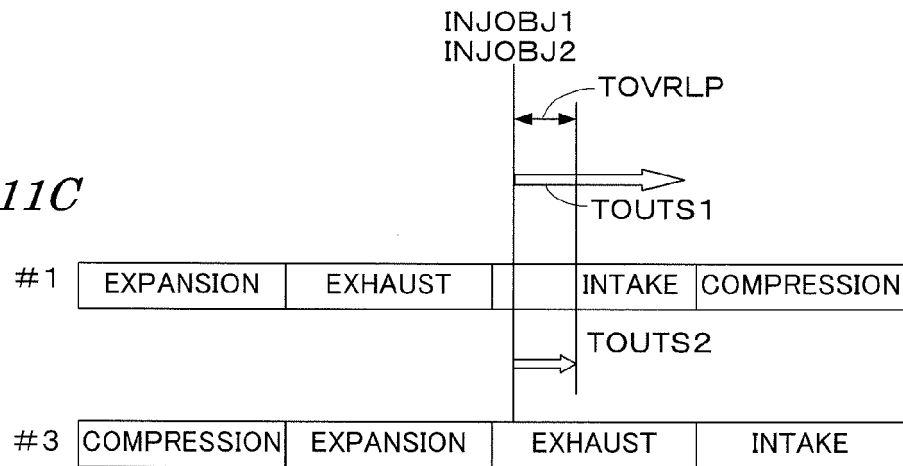 INJOBJ1
INJOBJ2
TOVRLP
11C
TOUTS1
#1 EXPANSION EXHAUST INTAKE COMPRESSION
TOUTS2
#3 COMPRESSION EXPANSION EXHAUST INTAKE